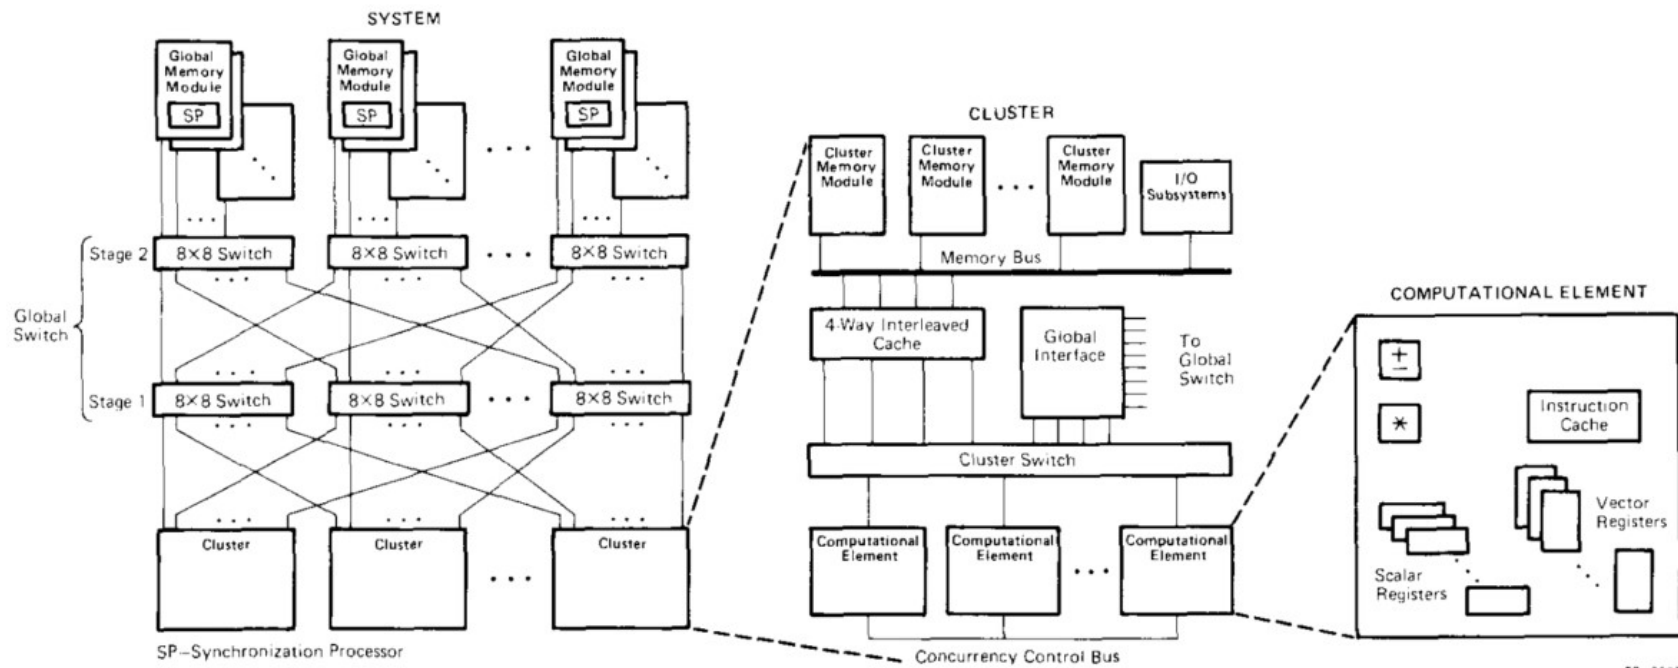 SYSTEM
Global
Memory
Module
SP
Global
Memory
Module
SP
Global
Memory
Module
SP
Global
Switch
Stage 2
8×8 Switch
8×8 Switch
8×8 Switch
Stage 1
8×8 Switch
8×8 Switch
8×8 Switch
Cluster
Cluster
Cluster
SP–Synchronization Processor
CLUSTER
Cluster
Memory
Module
Cluster
Memory
Module
Cluster
Memory
Module
I/O
Subsystems
Memory Bus
4-Way Interleaved
Cache
Global
Interface
To
Global
Switch
Cluster Switch
Computational
Element
Computational
Element
Computational
Element
Concurrency Control Bus
COMPUTATIONAL ELEMENT
±
*
Instruction
Cache
Vector
Registers
Scalar
Registers